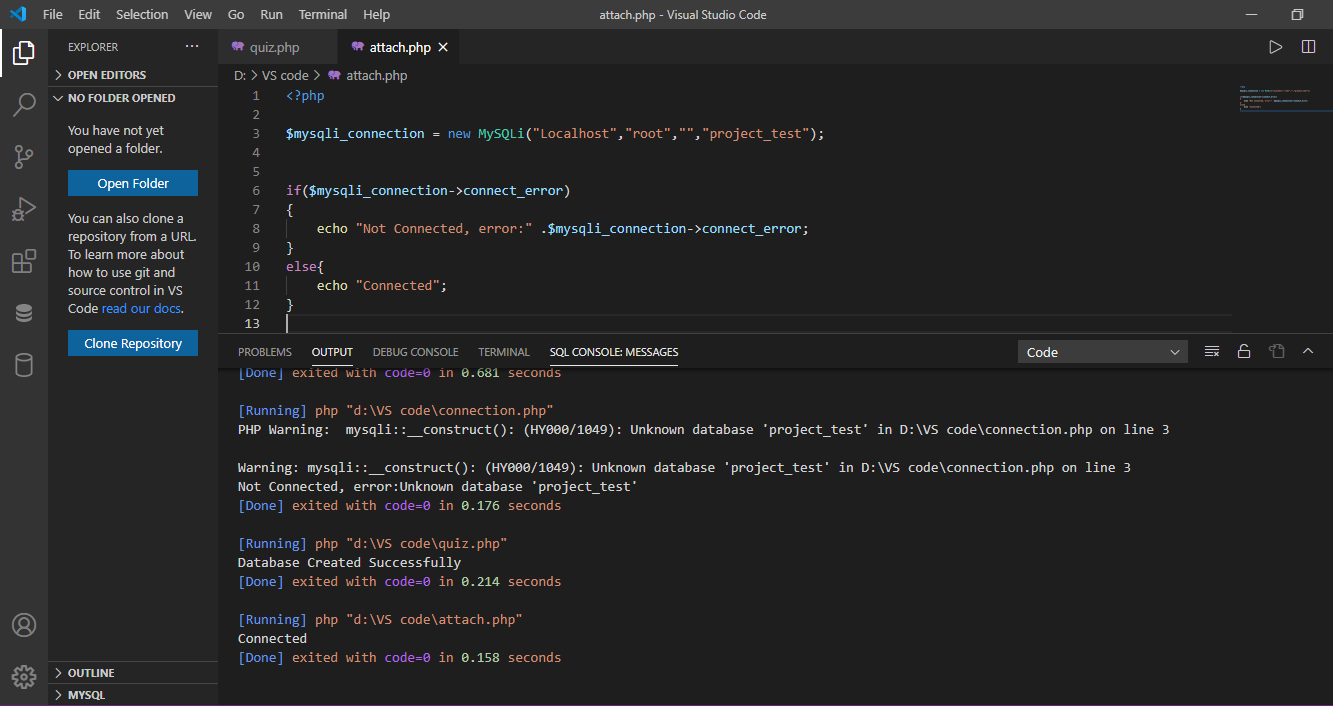 File Edit Selection View Go Run Terminal Help
attach.php - Visual Studio Code
EXPLORER
OPEN EDITORS
NO FOLDER OPENED
You have not yet
opened a folder.
Open Folder
You can also clone a
repository from a URL.
To learn more about
how to use git and
source control in VS
Code read our docs.
Clone Repository
OUTLINE
MYSQL
quiz.php
attach.php
D: > VS code > attach.php
1 <?php
2
3 $mysqli_connection = new MySQLi("Localhost","root","","project_test");
4
5
6 if($mysqli_connection->connect_error)
7 {
8 echo "Not Connected, error:" .$mysqli_connection->connect_error;
9 }
10 else{
11 echo "Connected";
12 }
13
PROBLEMS OUTPUT DEBUG CONSOLE TERMINAL SQL CONSOLE: MESSAGES
Code
[Done] exited with code=0 in 0.681 seconds
[Running] php "d:\VS code\connection.php"
PHP Warning:  mysqli::__construct(): (HY000/1049): Unknown database 'project_test' in D:\VS code\connection.php on line 3
Warning: mysqli::__construct(): (HY000/1049): Unknown database 'project_test' in D:\VS code\connection.php on line 3
Not Connected, error:Unknown database 'project_test'
[Done] exited with code=0 in 0.176 seconds
[Running] php "d:\VS code\quiz.php"
Database Created Successfully
[Done] exited with code=0 in 0.214 seconds
[Running] php "d:\VS code\attach.php"
Connected
[Done] exited with code=0 in 0.158 seconds